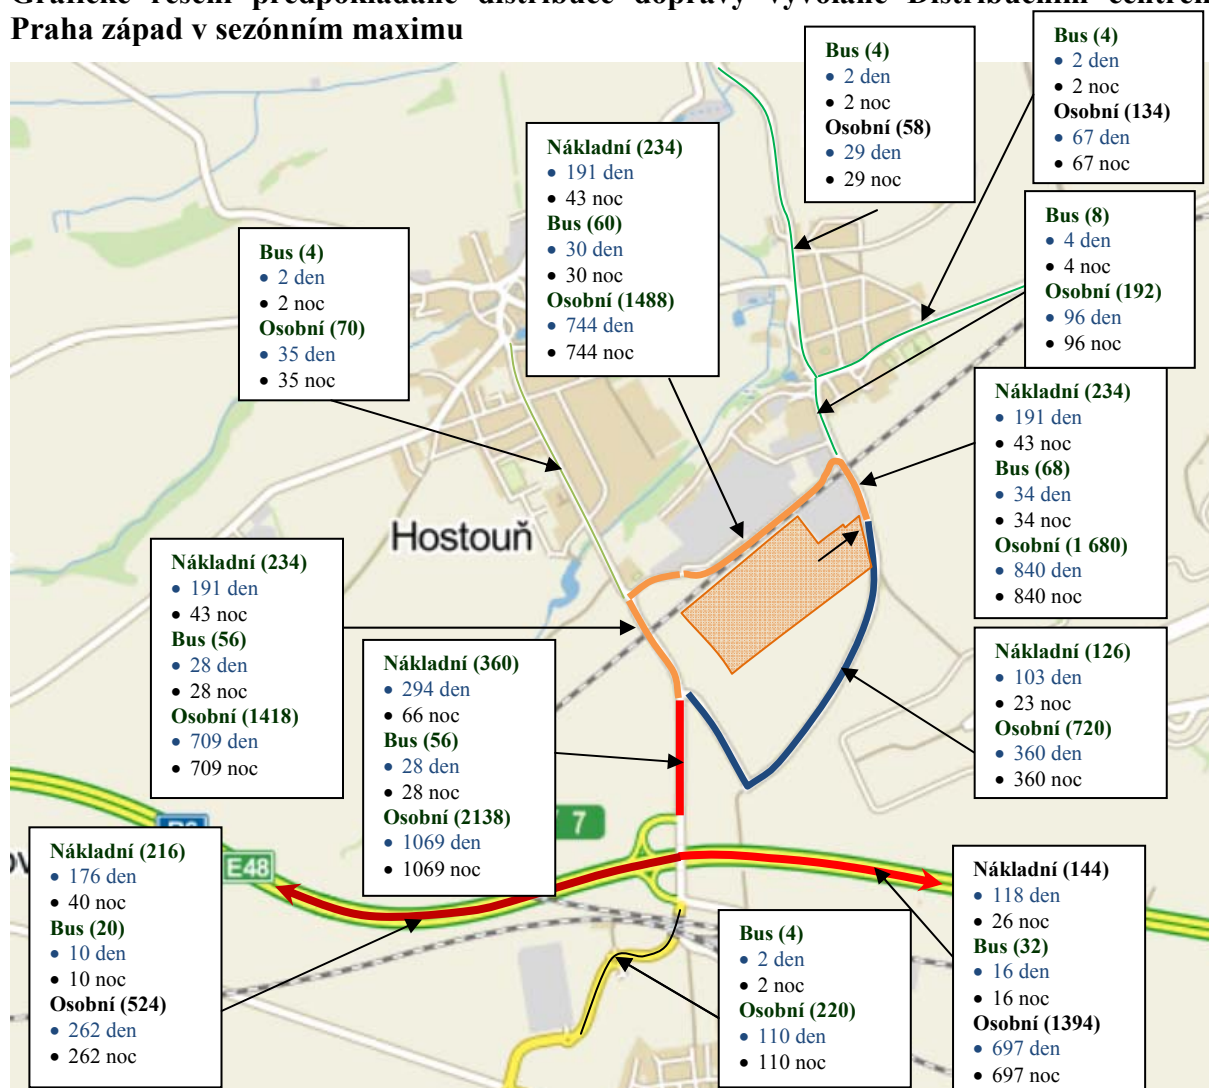 Grafické řešení předpokládané distribuce dopravy vyvolané Distribučním centrem
Praha západ v sezónním maximu
Bus (4)
• 2 den
• 2 noc
Osobní (134)
• 67 den
• 67 noc
Bus (4)
• 2 den
• 2 noc
Osobní (58)
• 29 den
• 29 noc
Nákladní (234)
• 191 den
• 43 noc
Bus (60)
• 30 den
• 30 noc
Osobní (1488)
• 744 den
• 744 noc
Bus (8)
• 4 den
• 4 noc
Osobní (192)
• 96 den
• 96 noc
Bus (4)
• 2 den
• 2 noc
Osobní (70)
• 35 den
• 35 noc
Nákladní (234)
• 191 den
• 43 noc
Bus (68)
• 34 den
• 34 noc
Osobní (1 680)
• 840 den
• 840 noc
Hostouň
Nákladní (234)
• 191 den
• 43 noc
Bus (56)
• 28 den
• 28 noc
Osobní (1418)
• 709 den
• 709 noc
Nákladní (360)
• 294 den
• 66 noc
Bus (56)
• 28 den
• 28 noc
Osobní (2138)
• 1069 den
• 1069 noc
Nákladní (126)
• 103 den
• 23 noc
Osobní (720)
• 360 den
• 360 noc
7
E48
Nákladní (216)
• 176 den
• 40 noc
Bus (20)
• 10 den
• 10 noc
Osobní (524)
• 262 den
• 262 noc
Bus (4)
• 2 den
• 2 noc
Osobní (220)
• 110 den
• 110 noc
Nákladní (144)
• 118 den
• 26 noc
Bus (32)
• 16 den
• 16 noc
Osobní (1394)
• 697 den
• 697 noc